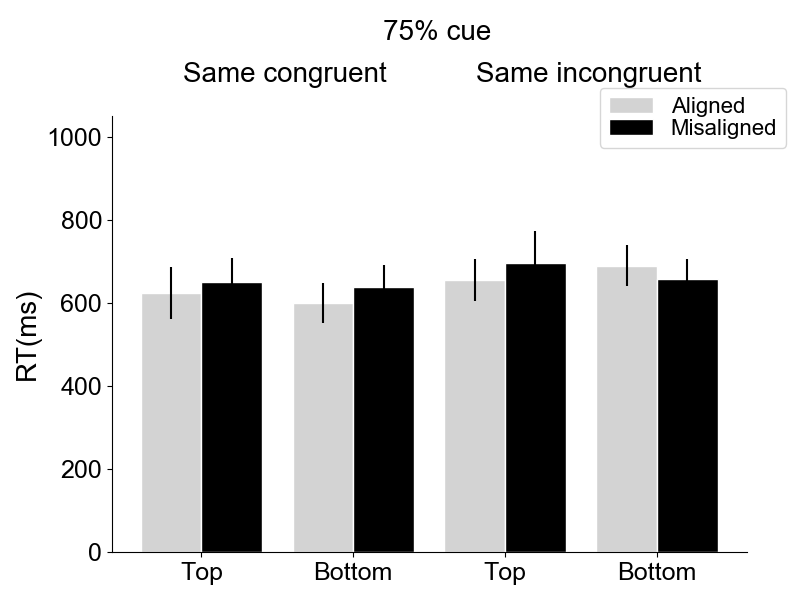 75% cue
Same congruent
Same incongruent
Aligned
Misaligned
1000
800
600
400
200
0
RT(ms)
Top
Bottom
Top
Bottom